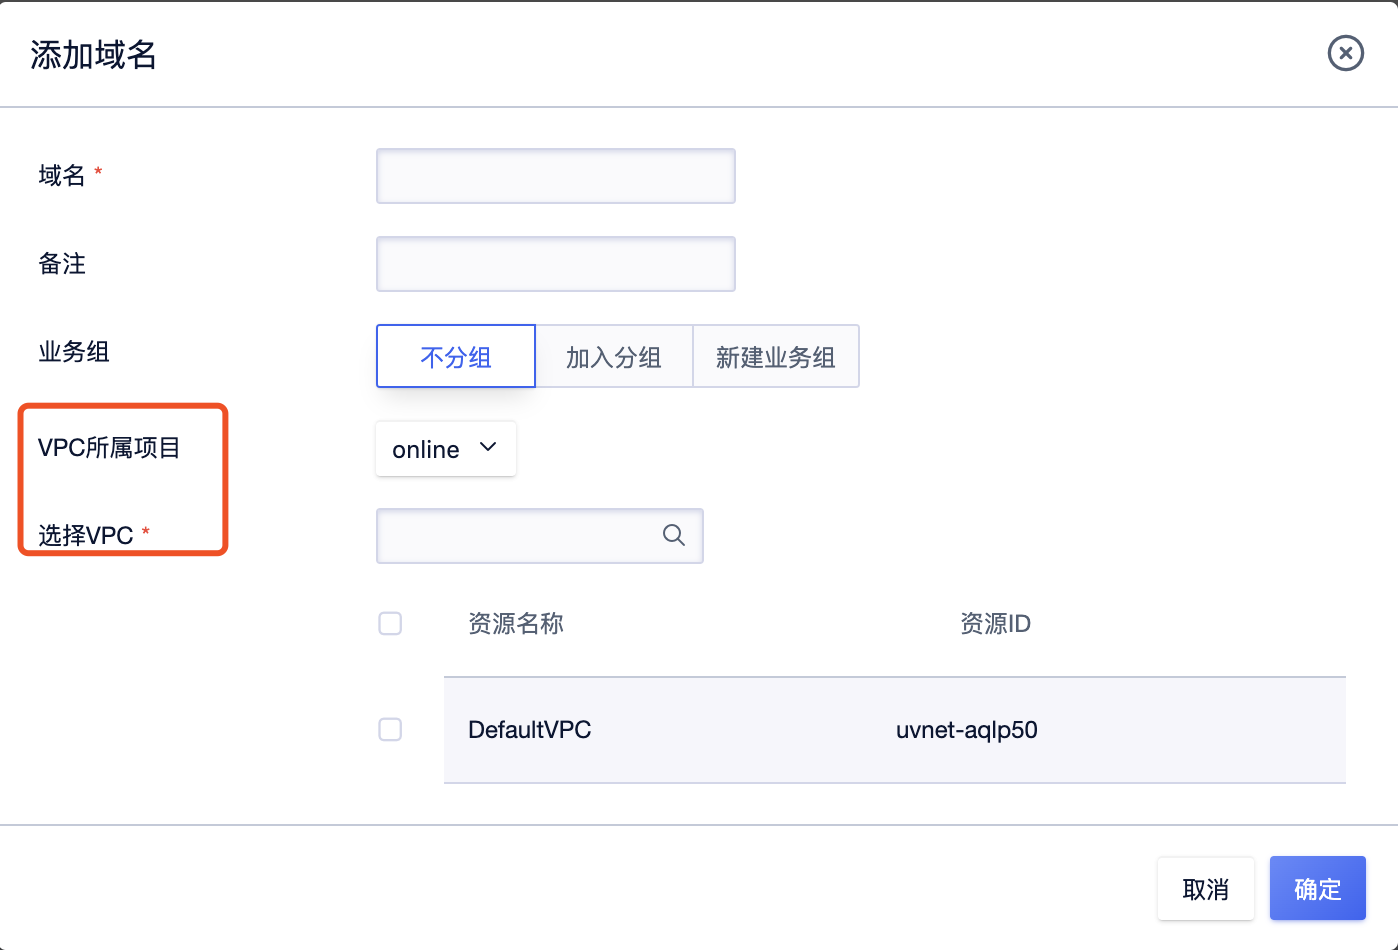 添加域名
域名 *
备注
业务组
不分组 加入分组 新建业务组
VPC所属项目
online
选择VPC *
资源名称 资源ID
DefaultVPC uvnet-aqlp50
取消 确定